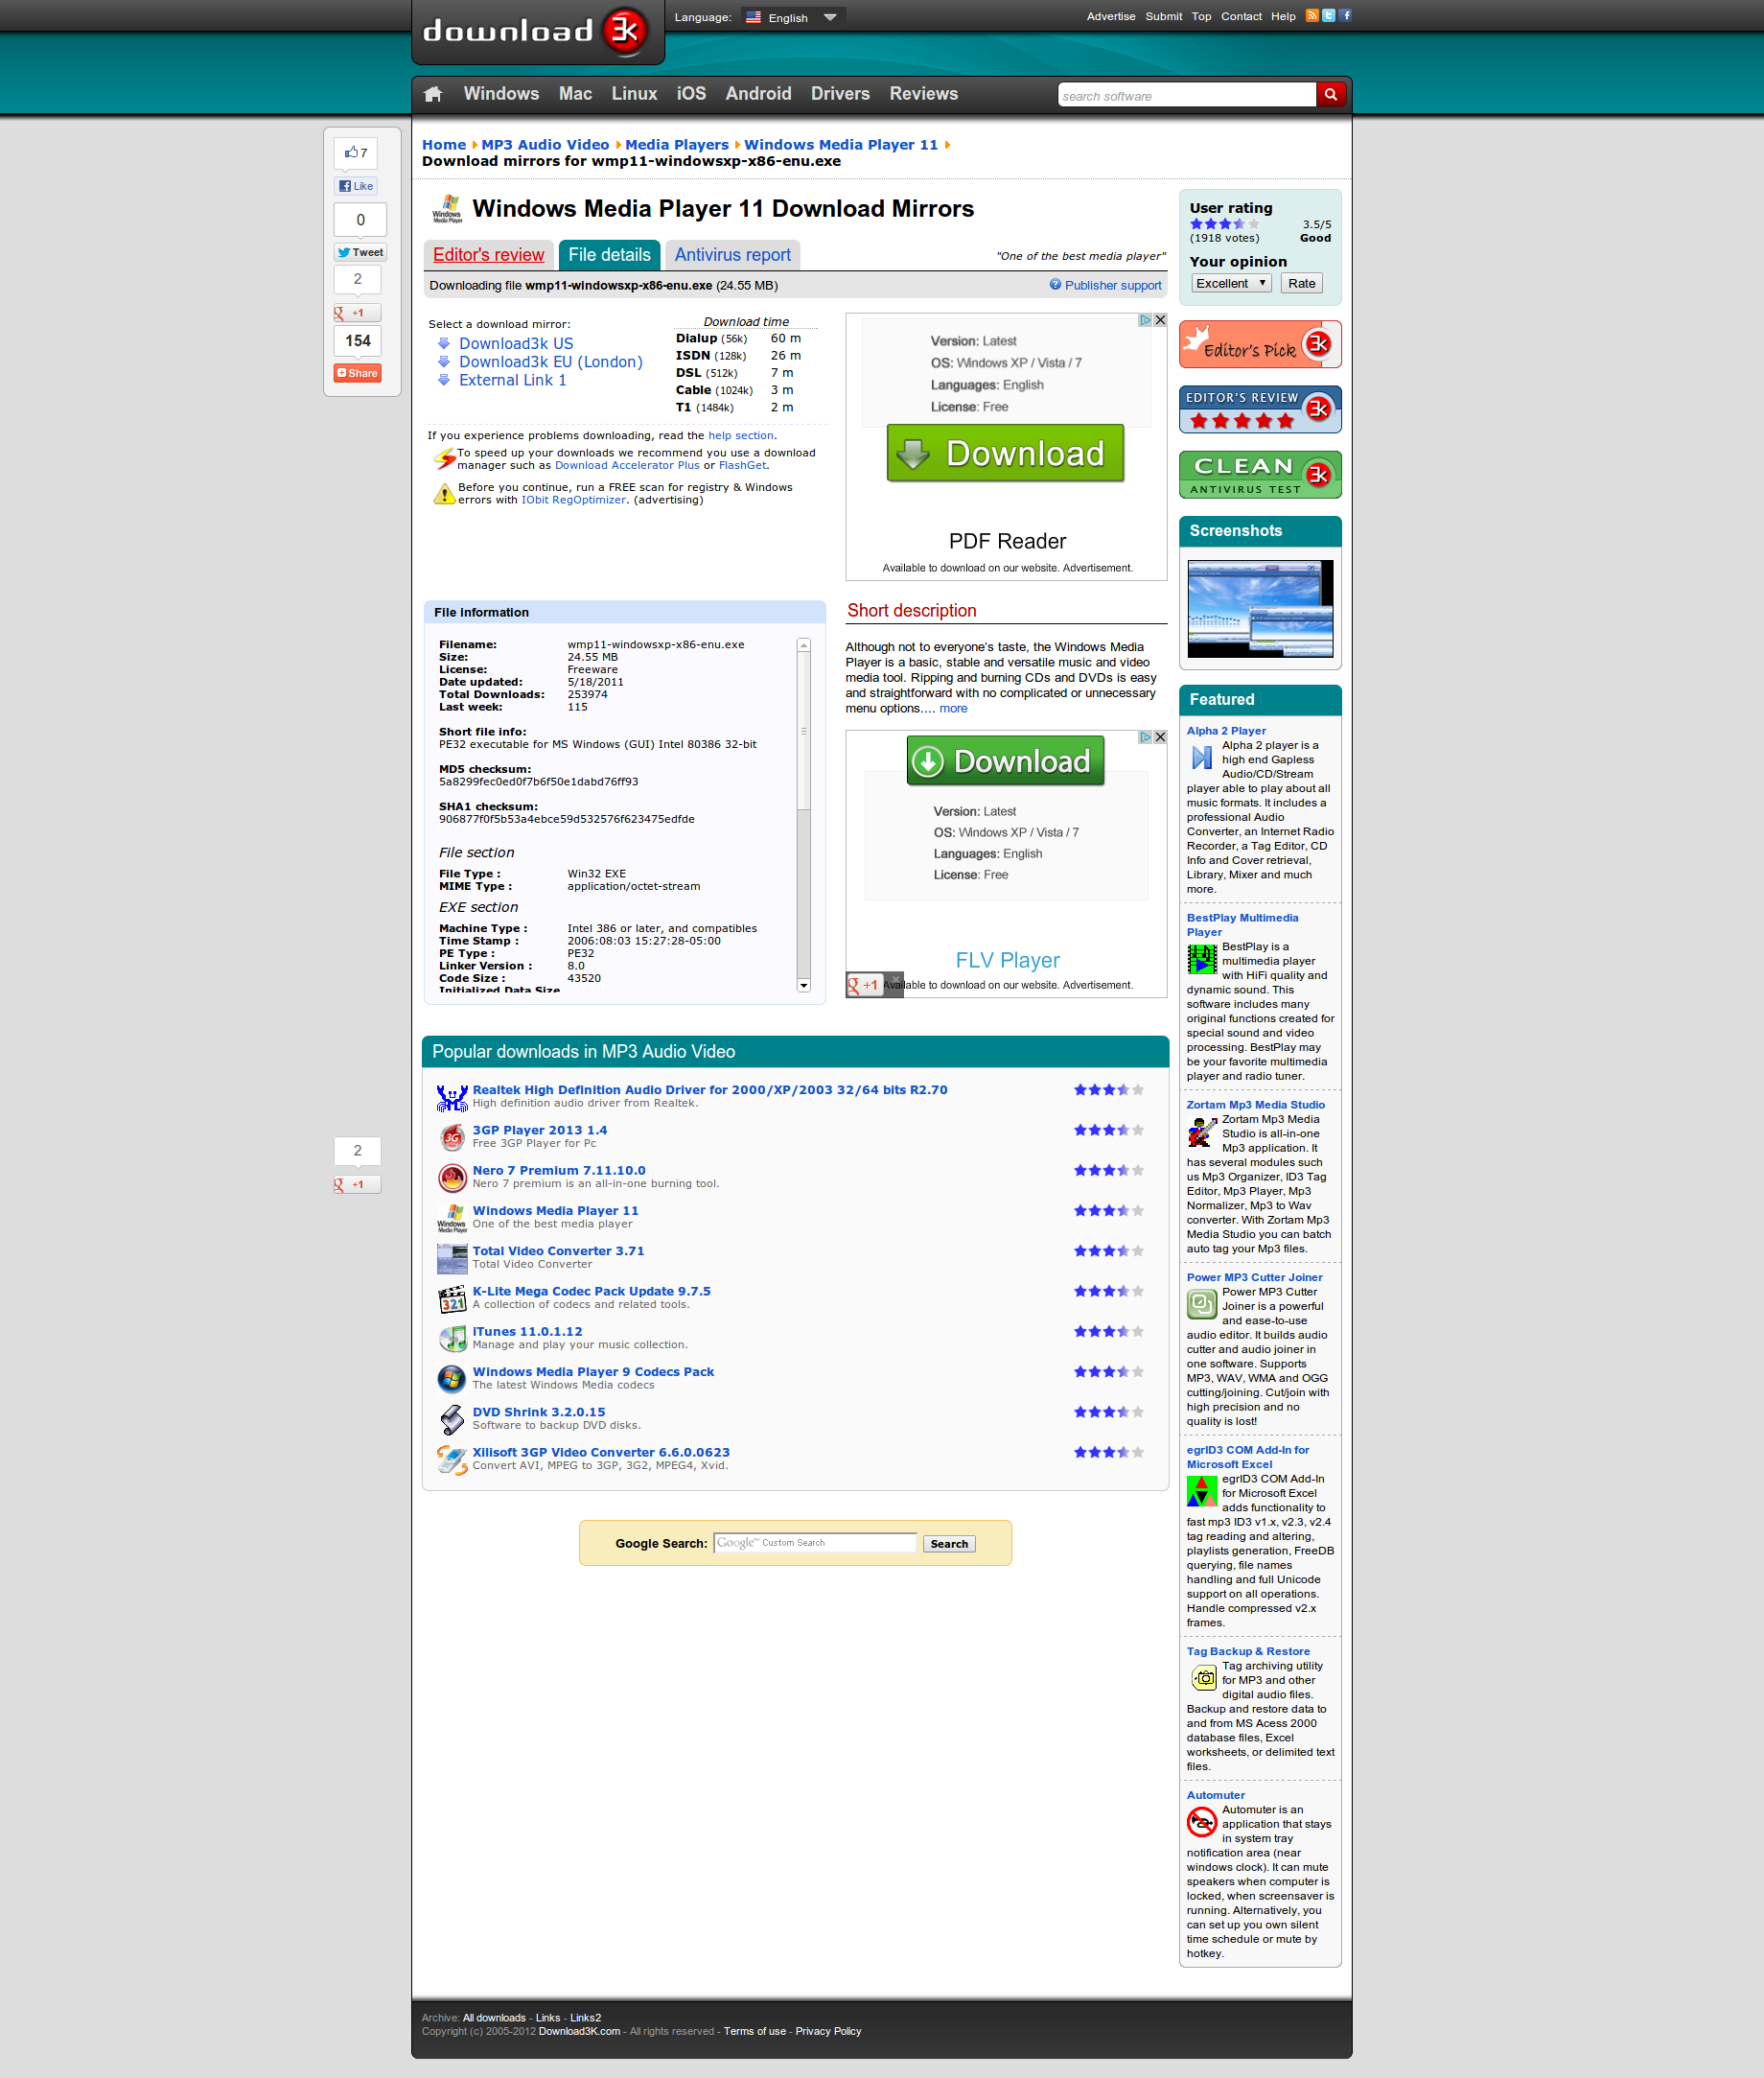 download 3k
Language: English
Advertise Submit Top Contact Help
Windows Mac Linux iOS Android Drivers Reviews
search software
7
Like
0
Tweet
2
+1
154
Share
Home MP3 Audio Video Media Players Windows Media Player 11
Download mirrors for wmp11-windowsxp-x86-enu.exe
Windows Media Player 11 Download Mirrors
Editor's review File details Antivirus report
"One of the best media player"
Downloading file wmp11-windowsxp-x86-enu.exe (24.55 MB)
Publisher support
Select a download mirror:
Download3k US
Download3k EU (London)
External Link 1
Download time
Dialup (56k) 60 m
ISDN (128k) 26 m
DSL (512k) 7 m
Cable (1024k) 3 m
T1 (1484k) 2 m
If you experience problems downloading, read the help section.
To speed up your downloads we recommend you use a download
manager such as Download Accelerator Plus or FlashGet.
Before you continue, run a FREE scan for registry & Windows
errors with IObit RegOptimizer. (advertising)
Version: Latest
OS: Windows XP / Vista / 7
Languages: English
License: Free
Download
PDF Reader
Available to download on our website. Advertisement.
File information
Filename: wmp11-windowsxp-x86-enu.exe
Size: 24.55 MB
License: Freeware
Date updated: 5/18/2011
Total Downloads: 253974
Last week: 115
Short file info:
PE32 executable for MS Windows (GUI) Intel 80386 32-bit
MD5 checksum:
5a8299fec0ed0f7b6f50e1dabd76ff93
SHA1 checksum:
906877f0f5b53a4ebce59d532576f623475edfde
File section
File Type : Win32 EXE
MIME Type : application/octet-stream
EXE section
Machine Type : Intel 386 or later, and compatibles
Time Stamp : 2006:08:03 15:27:28-05:00
PE Type : PE32
Linker Version : 8.0
Code Size : 43520
Initialized Data Size
Short description
Although not to everyone's taste, the Windows Media
Player is a basic, stable and versatile music and video
media tool. Ripping and burning CDs and DVDs is easy
and straightforward with no complicated or unnecessary
menu options.... more
Download
Version: Latest
OS: Windows XP / Vista / 7
Languages: English
License: Free
FLV Player
+1
Available to download on our website. Advertisement.
2
+1
Popular downloads in MP3 Audio Video
Realtek High Definition Audio Driver for 2000/XP/2003 32/64 bits R2.70
High definition audio driver from Realtek.
3GP Player 2013 1.4
Free 3GP Player for Pc
Nero 7 Premium 7.11.10.0
Nero 7 premium is an all-in-one burning tool.
Windows Media Player 11
One of the best media player
Total Video Converter 3.71
Total Video Converter
K-Lite Mega Codec Pack Update 9.7.5
A collection of codecs and related tools.
iTunes 11.0.1.12
Manage and play your music collection.
Windows Media Player 9 Codecs Pack
The latest Windows Media codecs
DVD Shrink 3.2.0.15
Software to backup DVD disks.
Xilisoft 3GP Video Converter 6.6.0.0623
Convert AVI, MPEG to 3GP, 3G2, MPEG4, Xvid.
Google Search: Google™ Custom Search Search
User rating
3.5/5
(1918 votes) Good
Your opinion
Excellent Rate
Editor's Pick 3k
EDITOR'S REVIEW 3k
CLEAN 3k
ANTIVIRUS TEST
Screenshots
Featured
Alpha 2 Player
Alpha 2 player is a
high end Gapless
Audio/CD/Stream
player able to play about all
music formats. It includes a
professional Audio
Converter, an Internet Radio
Recorder, a Tag Editor, CD
Info and Cover retrieval,
Library, Mixer and much
more.
BestPlay Multimedia
Player
BestPlay is a
multimedia player
with HiFi quality and
dynamic sound. This
software includes many
original functions created for
special sound and video
processing. BestPlay may
be your favorite multimedia
player and radio tuner.
Zortam Mp3 Media Studio
Zortam Mp3 Media
Studio is all-in-one
Mp3 application. It
has several modules such
us Mp3 Organizer, ID3 Tag
Editor, Mp3 Player, Mp3
Normalizer, Mp3 to Wav
converter. With Zortam Mp3
Media Studio you can batch
auto tag your Mp3 files.
Power MP3 Cutter Joiner
Power MP3 Cutter
Joiner is a powerful
and ease-to-use
audio editor. It builds audio
cutter and audio joiner in
one software. Supports
MP3, WAV, WMA and OGG
cutting/joining. Cut/join with
high precision and no
quality is lost!
egrID3 COM Add-In for
Microsoft Excel
egrID3 COM Add-In
for Microsoft Excel
adds functionality to
fast mp3 ID3 v1.x, v2.3, v2.4
tag reading and altering,
playlists generation, FreeDB
querying, file names
handling and full Unicode
support on all operations.
Handle compressed v2.x
frames.
Tag Backup & Restore
Tag archiving utility
for MP3 and other
digital audio files.
Backup and restore data to
and from MS Acess 2000
database files, Excel
worksheets, or delimited text
files.
Automuter
Automuter is an
application that stays
in system tray
notification area (near
windows clock). It can mute
speakers when computer is
locked, when screensaver is
running. Alternatively, you
can set up you own silent
time schedule or mute by
hotkey.
Archive: All downloads - Links - Links2
Copyright (c) 2005-2012 Download3K.com - All rights reserved - Terms of use - Privacy Policy